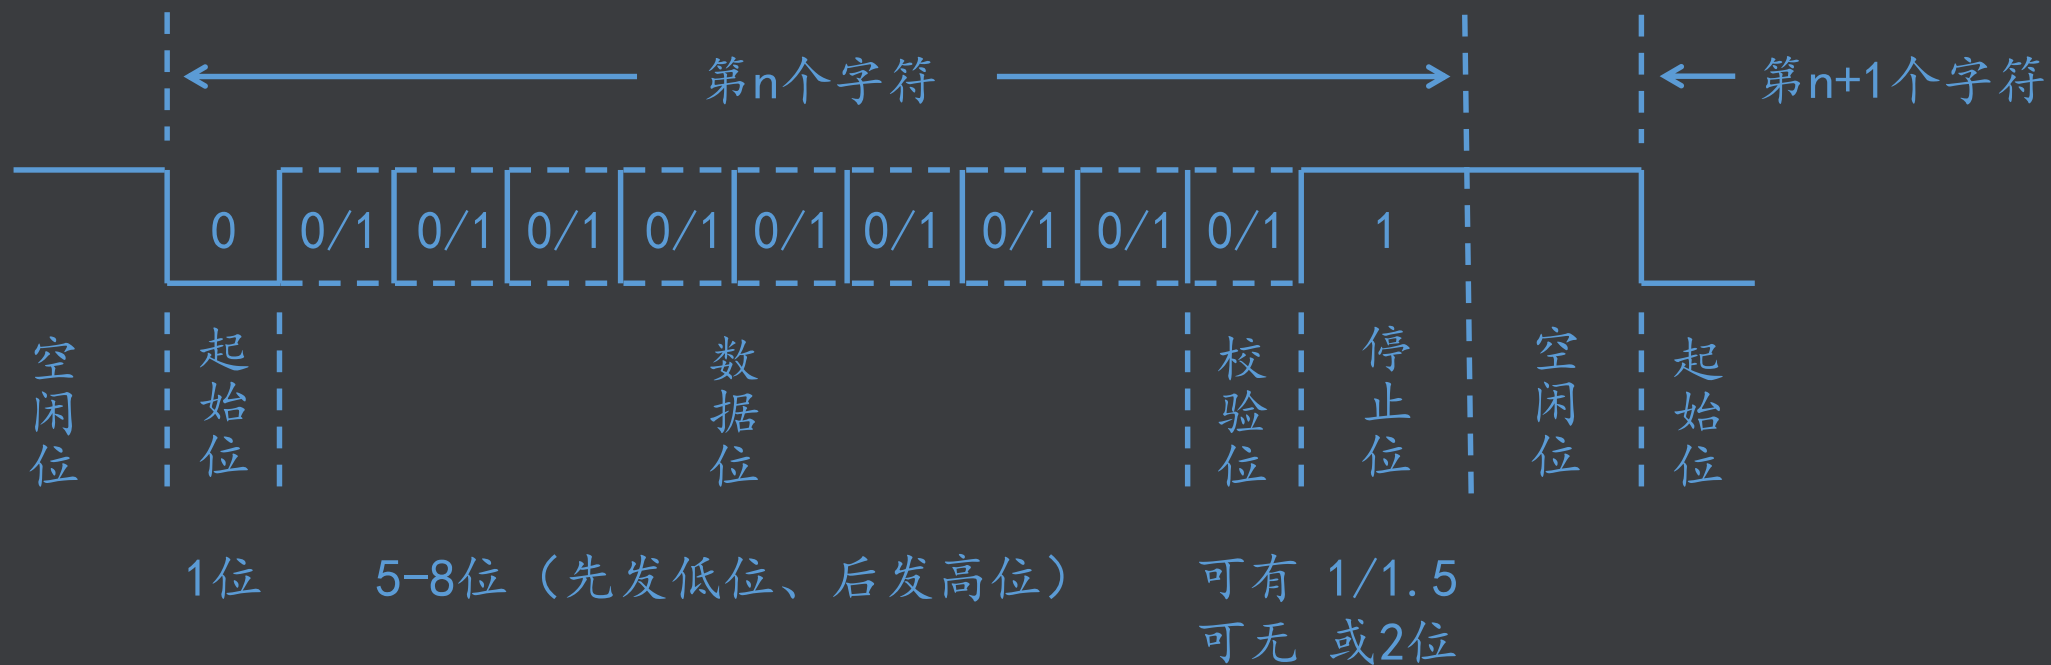 第n个字符
第n+1个字符
0 0/1 0/1 0/1 0/1 0/1 0/1 0/1 0/1 0/1 1
空闲位
起始位
数据位
校验位
停止位
空闲位
起始位
1位
5-8位（先发低位、后发高位）
可有
可无
1/1.5
或2位